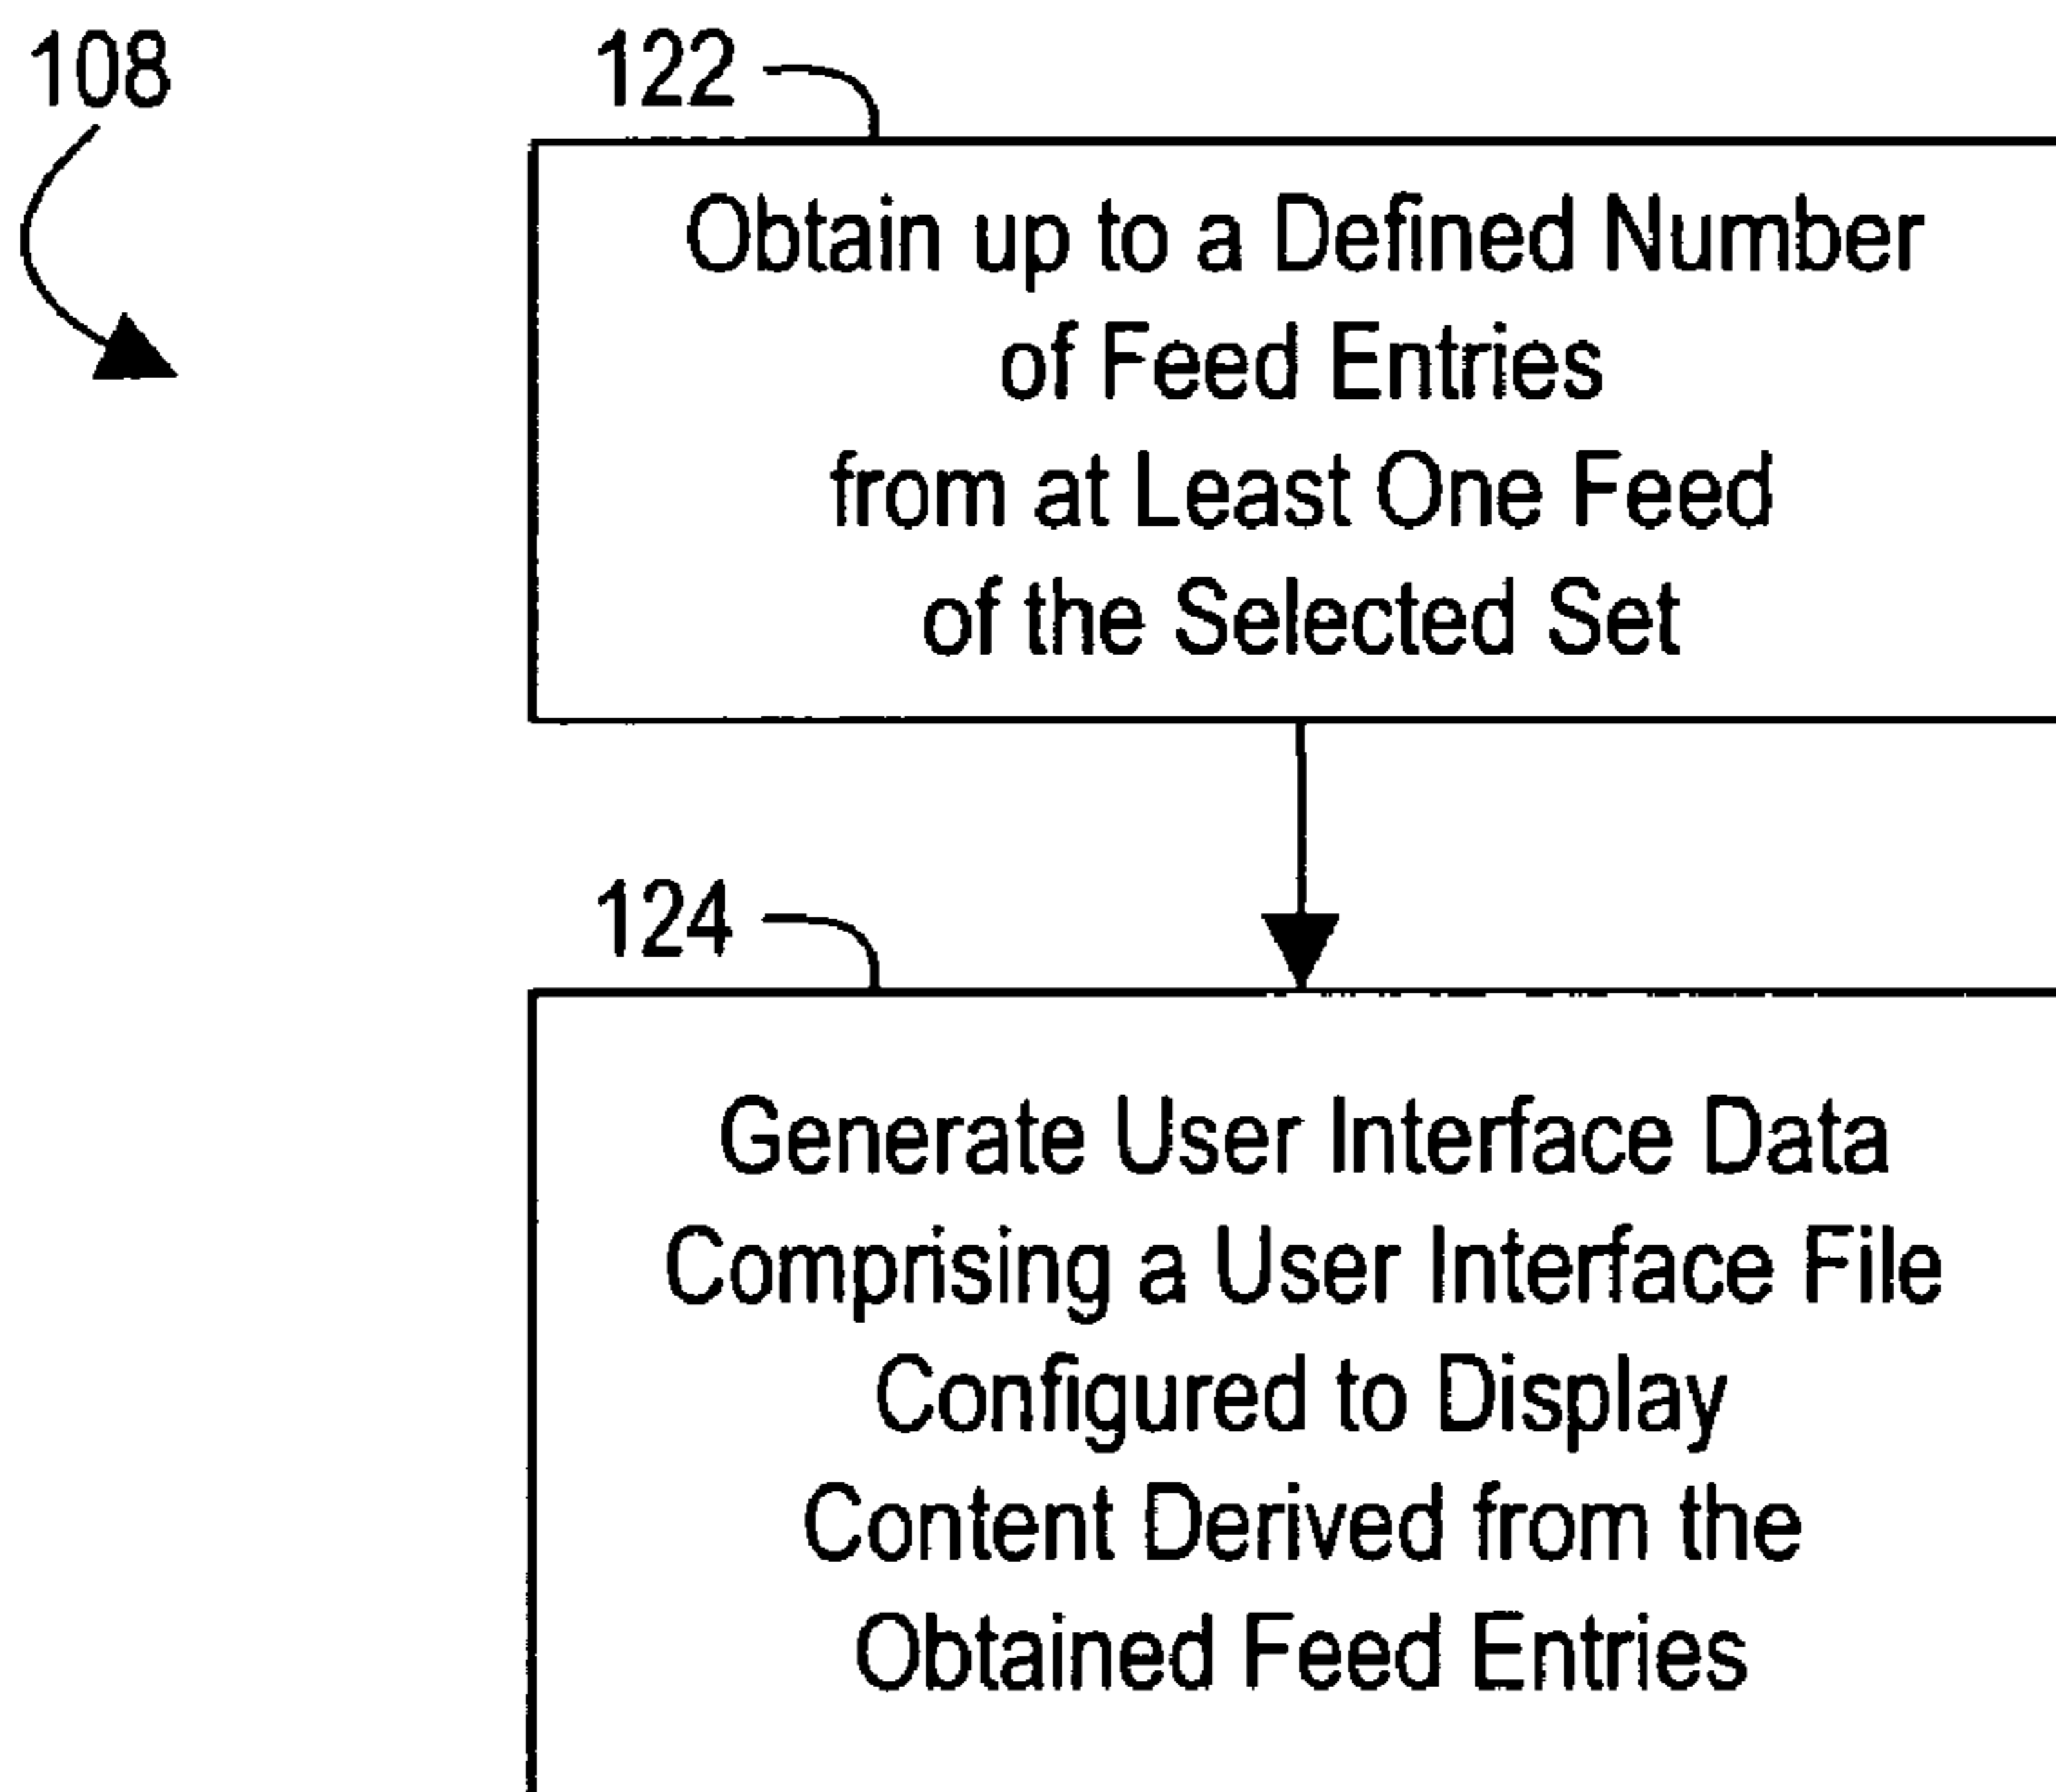 108
122
Obtain up to a Defined Number
of Feed Entries
from at Least One Feed
of the Selected Set
124
Generate User Interface Data
Comprising a User Interface File
Configured to Display
Content Derived from the
Obtained Feed Entries